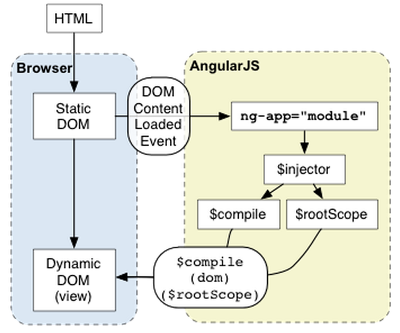 HTML
Browser
AngularJS
Static
DOM
DOM
Content
Loaded
Event
ng-app="module"
$injector
$compile
$rootScope
Dynamic
DOM
(view)
$compile
(dom)
($rootScope)